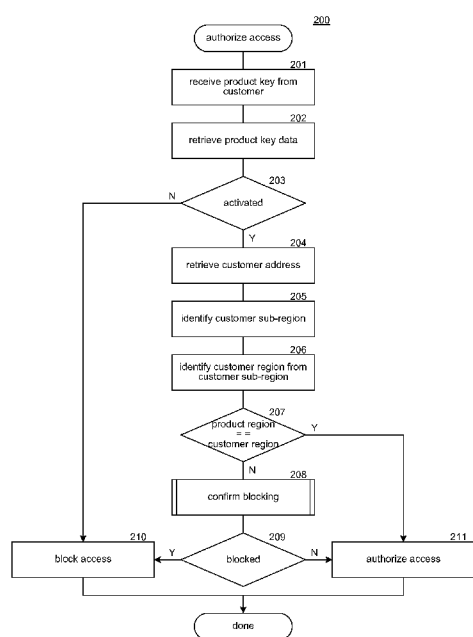 200
authorize access
201
receive product key from
customer
202
retrieve product key data
203
N
activated
Y
204
retrieve customer address
205
identify customer sub-region
206
identify customer region from
customer sub-region
207
product region
Y
= =
customer region
N
208
confirm blocking
210
209
211
block access
Y
blocked
N
authorize access
done